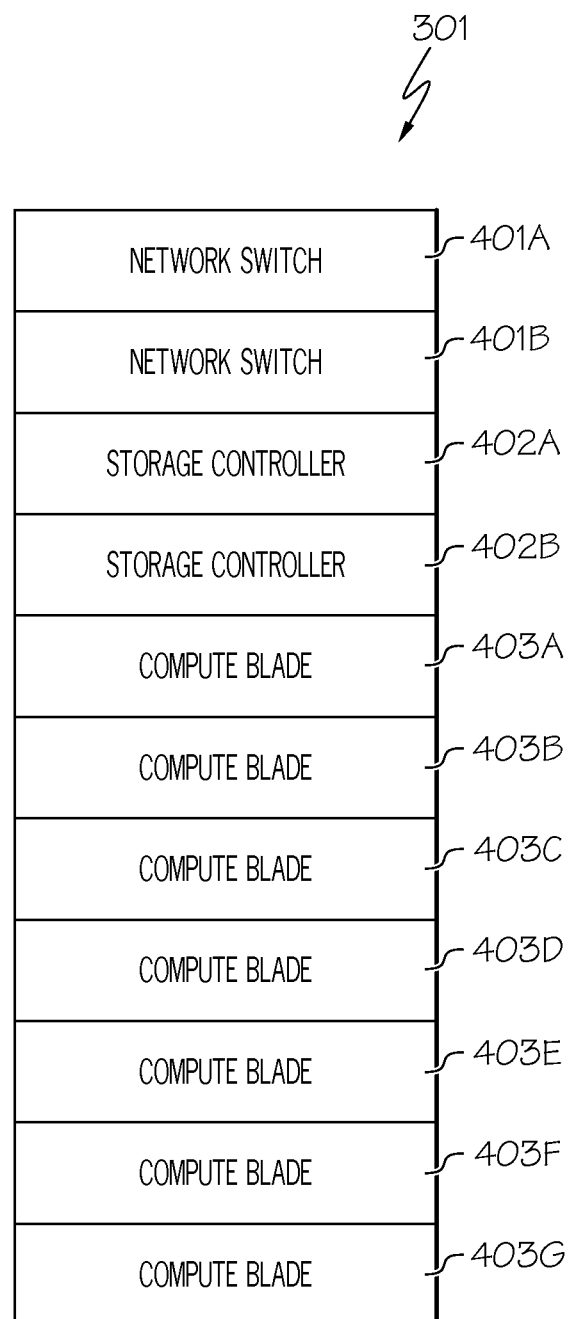 301
NETWORK SWITCH 401A
NETWORK SWITCH 401B
STORAGE CONTROLLER 402A
STORAGE CONTROLLER 402B
COMPUTE BLADE 403A
COMPUTE BLADE 403B
COMPUTE BLADE 403C
COMPUTE BLADE 403D
COMPUTE BLADE 403E
COMPUTE BLADE 403F
COMPUTE BLADE 403G